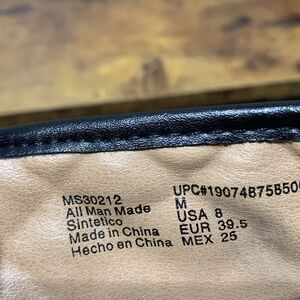 MS30212
All Man Made
Sintetico
Made in China
Hecho en China
UPC#1907487585
M
USA 8
EUR 39.5
MEX 25